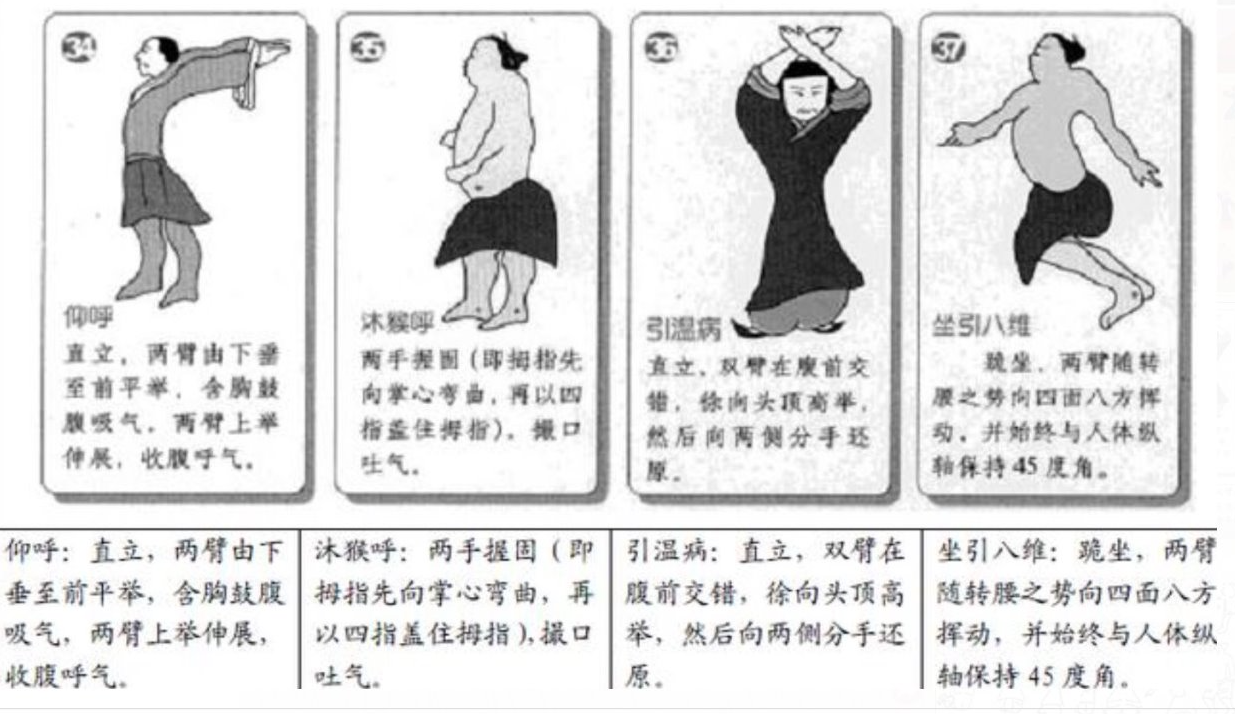 34
仰呼
直立，两臂由下垂
至前平举，含胸鼓
腹吸气，两臂上举
伸展，收腹呼气。
35
沐猴呼
两手握固（即拇指先
向掌心弯曲，再以四
指盖住拇指），撮口
吐气。
36
引温病
直立，双臂在腹前交
错，徐向头顶高举，
然后向两侧分手还
原。
37
坐引八维
跪坐，两臂随转
腰之势向四面八方挥
动，并始终与人体纵
轴保持45度角。
仰呼：直立，两臂由下
垂至前平举，含胸鼓腹
吸气，两臂上举伸展，
收腹呼气。
沐猴呼：两手握固（即
拇指先向掌心弯曲，再
以四指盖住拇指），撮口
吐气。
引温病：直立，双臂在
腹前交错，徐向头顶高
举，然后向两侧分手还
原。
坐引八维：跪坐，两臂
随转腰之势向四面八方
挥动，并始终与人体纵
轴保持45度角。